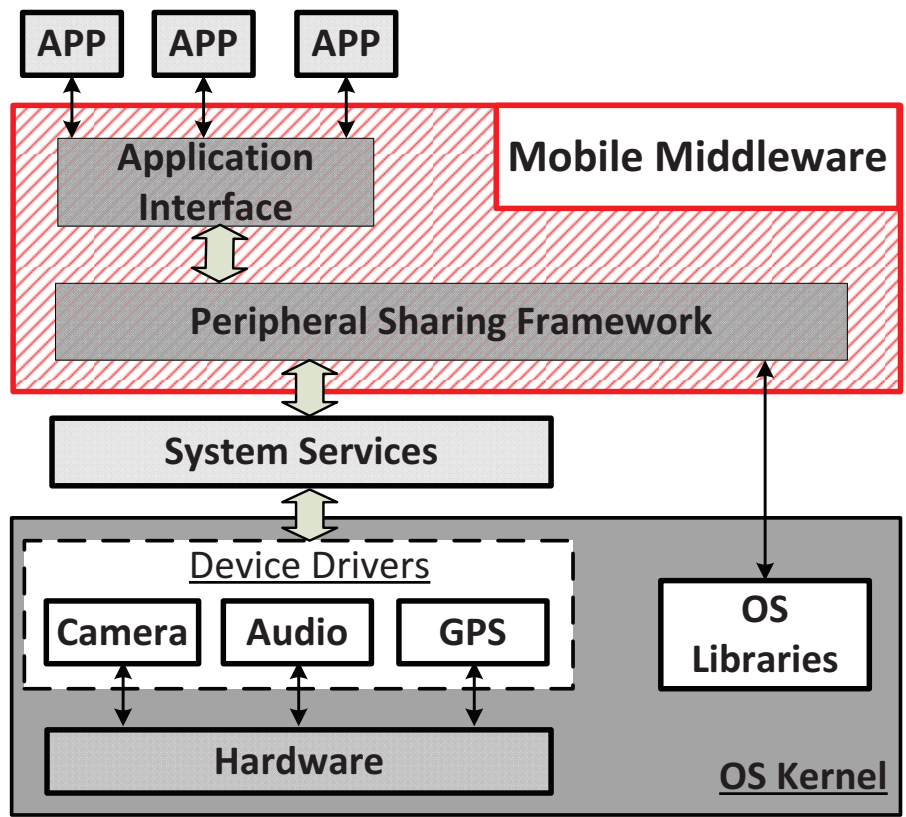 APP
APP
APP
Mobile Middleware
Application
Interface
Peripheral Sharing Framework
System Services
Device Drivers
Camera
Audio
GPS
OS
Libraries
Hardware
OS Kernel